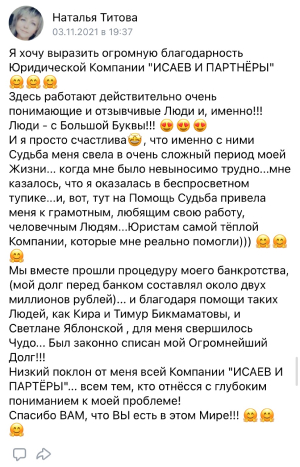 Наталья Титова
03.11.2021 в 19:37
Я хочу выразить огромную благодарность
Юридической Компании "ИСАЕВ И ПАРТНЁРЫ"
🤗🤗🤗
Здесь работают действительно очень
понимающие и отзывчивые Люди и, именно!!!
Люди - с Большой Буквы!!! 😍😍😍
И я просто счастлива🤩, что именно с ними
Судьба меня свела в очень сложный период моей
Жизни... когда мне было невыносимо трудно...мне
казалось, что я оказалась в беспросветном
тупике...и, вот, тут на Помощь Судьба привела
меня к грамотным, любящим свою работу,
человечным Людям...Юристам самой тёплой
Компании, которые мне реально помогли))) 🤗🤗
🤗
Мы вместе прошли процедуру моего банкротства,
(мой долг перед банком составлял около двух
миллионов рублей)... и благодаря помощи таких
Людей, как Кира и Тимур Бикмаматовы, и
Светлане Яблонской , для меня свершилось
Чудо... Был законно списан мой Огромнейший
Долг!!!
Низкий поклон от меня всей Компании "ИСАЕВ И
ПАРТЁРЫ"... всем тем, кто отнёсся с глубоким
пониманием к моей проблеме!
Спасибо ВАМ, что ВЫ есть в этом Мире!!! 🤗🤗
🤗